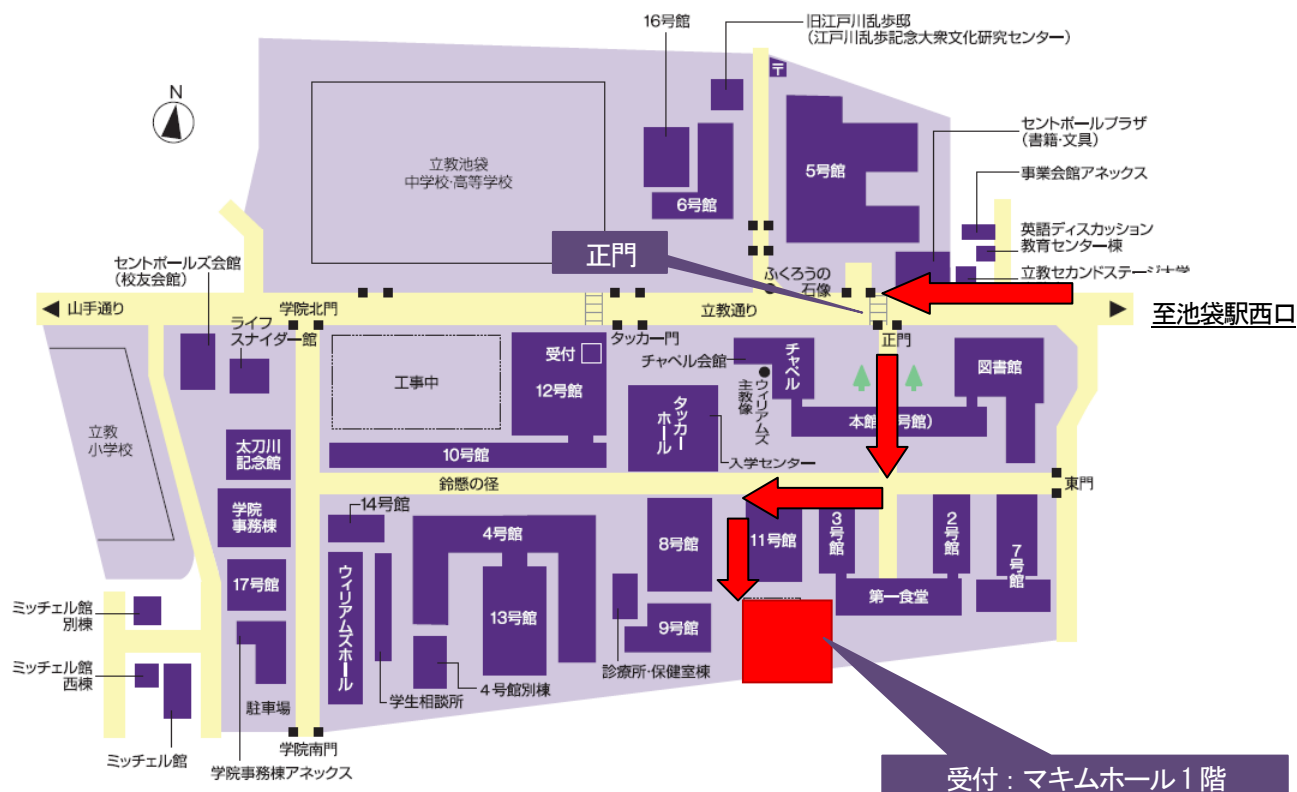 16号館
旧江戸川乱歩邸
(江戸川乱歩記念大衆文化研究センター)
〒
N
立教池袋
中学校・高等学校
5号館
セントポールプラザ
(書籍・文具)
事業会館アネックス
6号館
英語ディスカッション
教育センター棟
正門
セントポールズ会館
(校友会館)
ふくろうの
石像
立教セカンドステージ大学
山手通り
学院北門
立教通り
至池袋駅西口
ライフ
スナイダー館
タッカー門
正門
受付
チャペル会館
チャペル
図書館
工事中
12号館
ウィリアムズ
主教像
立教
小学校
タッカー
ホール
本館
号館)
太刀川
記念館
10号館
入学センター
鈴懸の径
東門
学院
事務棟
14号館
4号館
8号館
11号館
3号館
2号館
7号館
17号館
ウィリアムズホール
13号館
第一食堂
ミッチェル館
別棟
9号館
ミッチェル館
西棟
診療所・保健室棟
4号館別棟
学生相談所
駐車場
学院南門
ミッチェル館
学院事務棟アネックス
受付：マキムホール1階